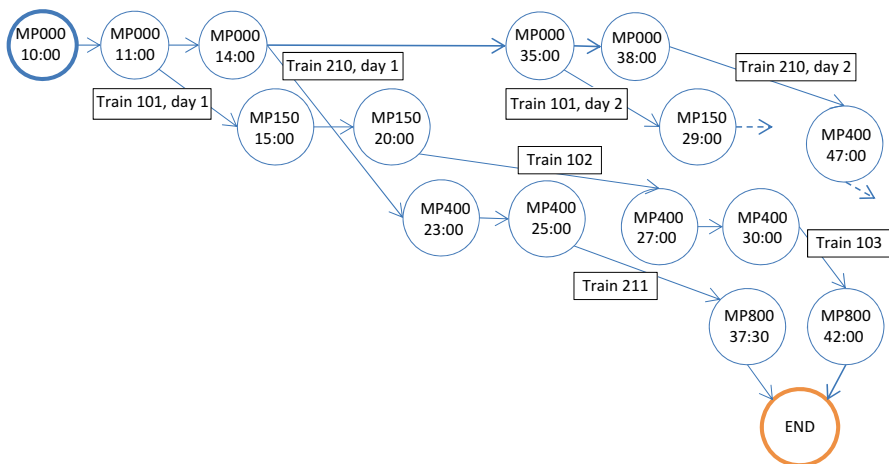 MP000
10:00
MP000
11:00
MP000
14:00
MP000
35:00
MP000
38:00
Train 210, day 1
Train 210, day 2
Train 101, day 1
Train 101, day 2
MP150
15:00
MP150
20:00
MP150
29:00
MP400
47:00
Train 102
MP400
23:00
MP400
25:00
MP400
27:00
MP400
30:00
Train 103
Train 211
MP800
37:30
MP800
42:00
END